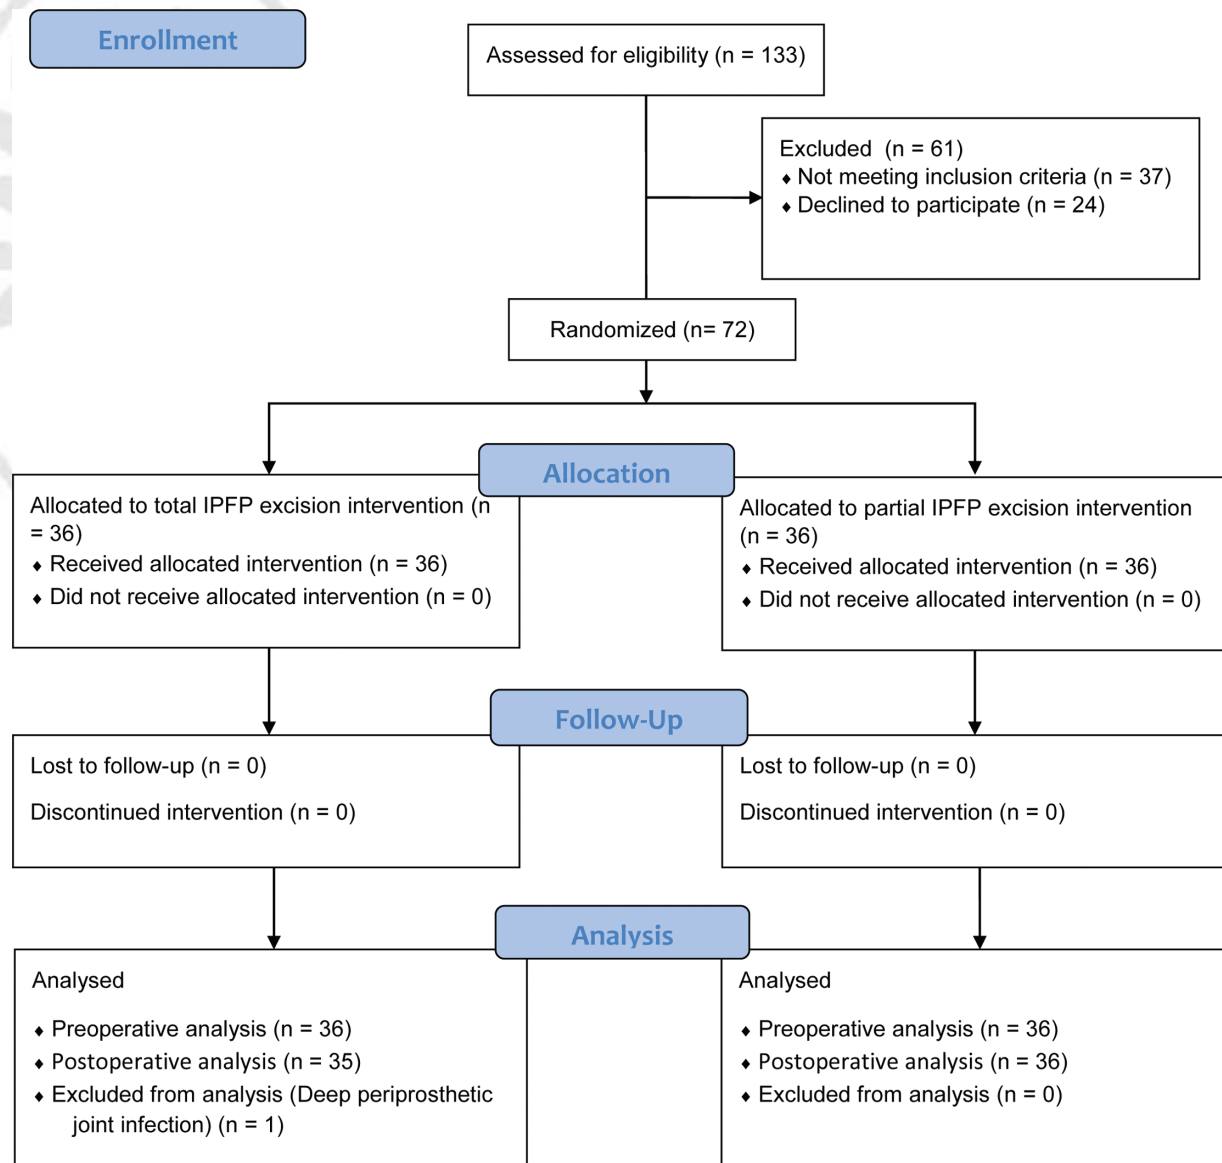 Enrollment
Assessed for eligibility (n = 133)
Excluded (n = 61)
♦ Not meeting inclusion criteria (n = 37)
♦ Declined to participate (n = 24)
Randomized (n= 72)
Allocation
Allocated to total IPFP excision intervention (n
= 36)
♦ Received allocated intervention (n = 36)
♦ Did not receive allocated intervention (n = 0)
Allocated to partial IPFP excision intervention
(n = 36)
♦ Received allocated intervention (n = 36)
♦ Did not receive allocated intervention (n = 0)
Follow-Up
Lost to follow-up (n = 0)
Discontinued intervention (n = 0)
Lost to follow-up (n = 0)
Discontinued intervention (n = 0)
Analysis
Analysed
♦ Preoperative analysis (n = 36)
♦ Postoperative analysis (n = 35)
♦ Excluded from analysis (Deep periprosthetic
joint infection) (n = 1)
Analysed
♦ Preoperative analysis (n = 36)
♦ Postoperative analysis (n = 36)
♦ Excluded from analysis (n = 0)